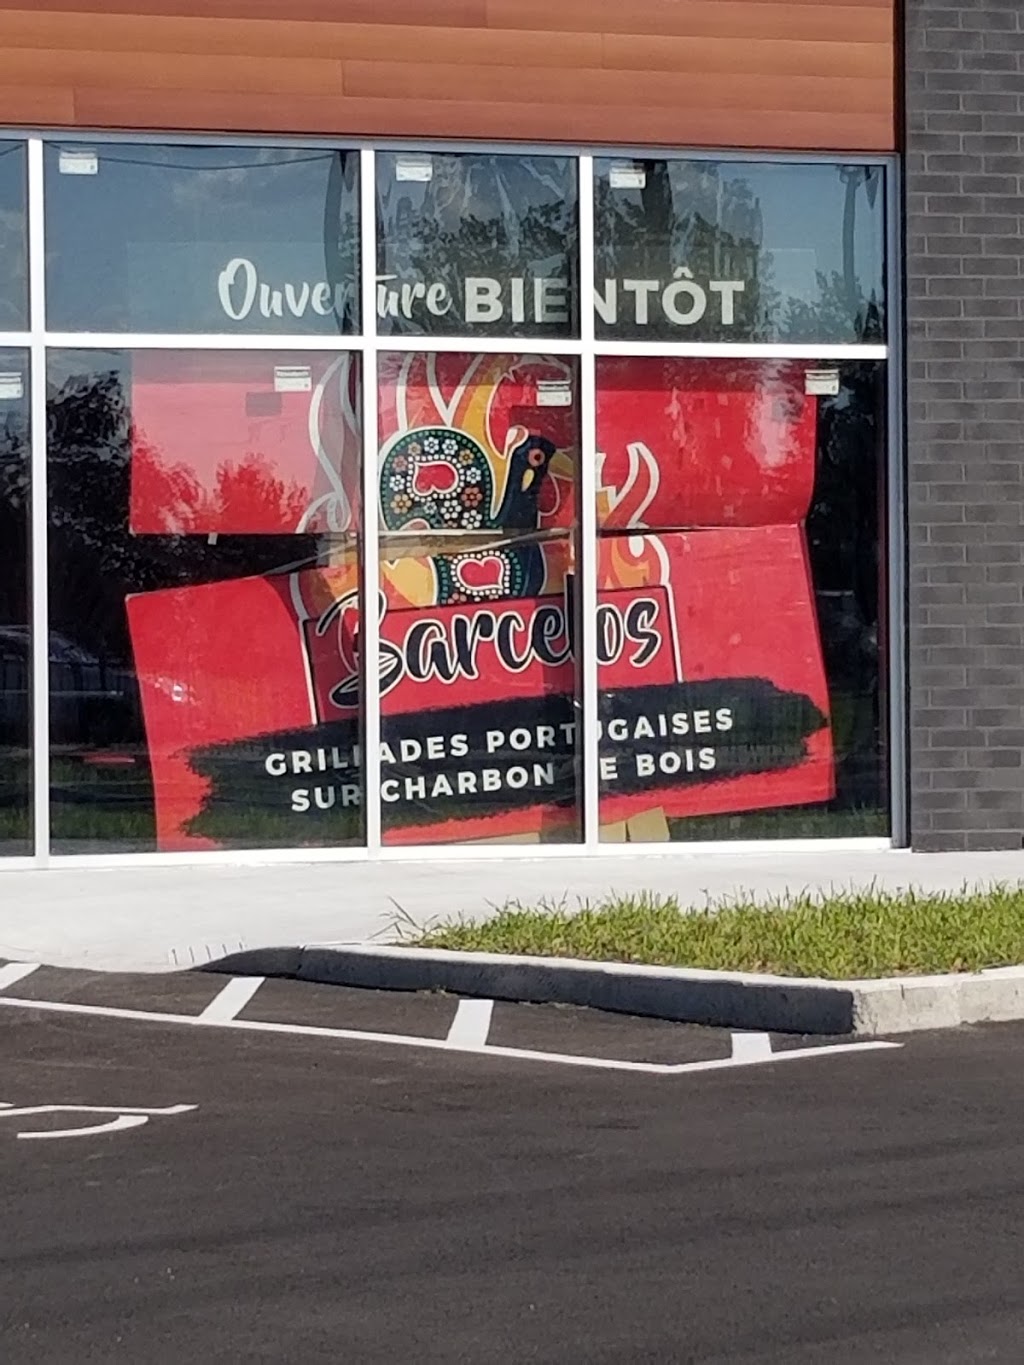 Ouverture BIENTÔT
Barcelos
GRILLADES PORTUGAISES
SUR CHARBON DE BOIS